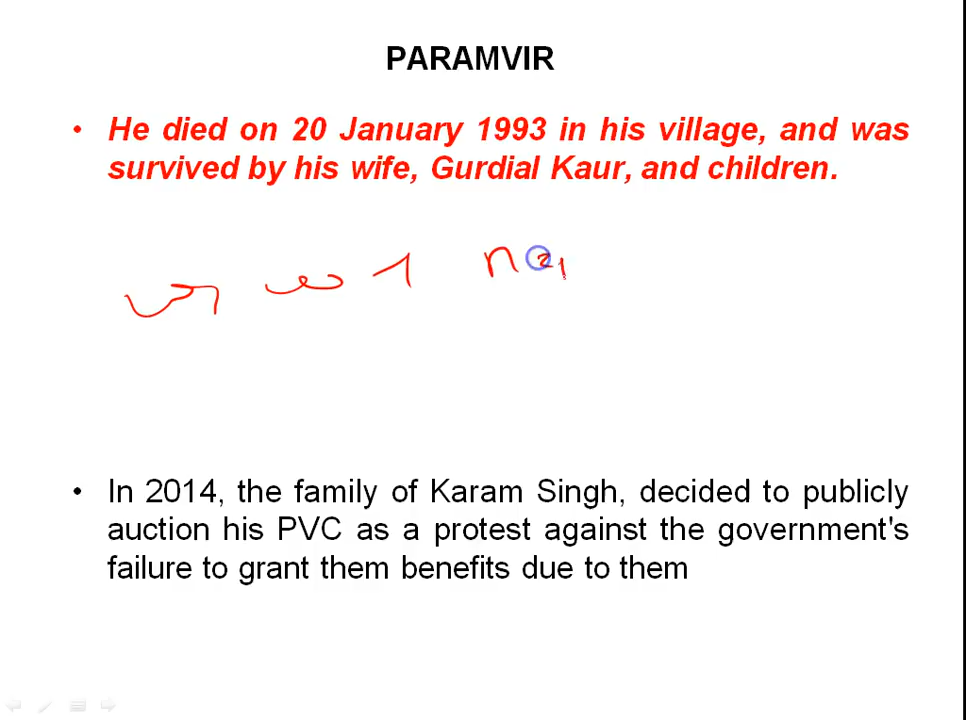 PARAMVIR
• He died on 20 January 1993 in his village, and was
survived by his wife, Gurdial Kaur, and children.
• In 2014, the family of Karam Singh, decided to publicly
auction his PVC as a protest against the government's
failure to grant them benefits due to them